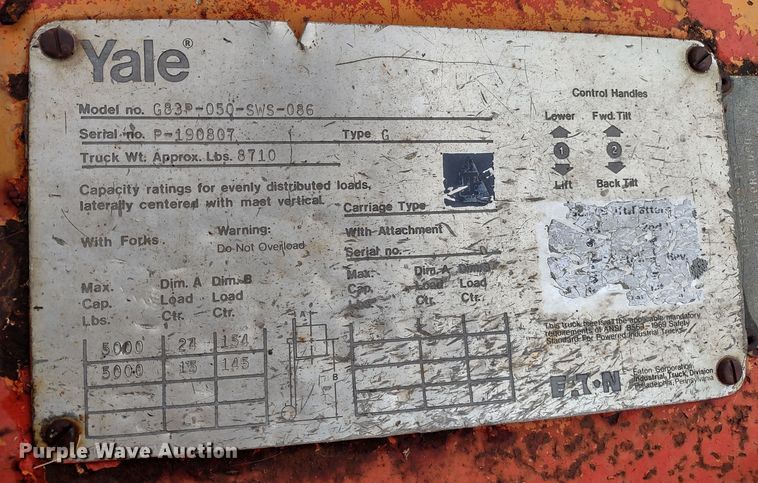 Yale®
Model no. G83P-050-SWS-086
Serial no. P-190807 Type G
Truck Wt. Approx. Lbs. 8710
Capacity ratings for evenly distributed loads,
laterally centered with mast vertical.
With Forks
Warning:
Do Not Overload
Max. Cap. Lbs.
Dim. A Load Ctr.
Dim. B Load Ctr.
5000 24 154
5000 15 145
A
B
Carriage Type
With Attachment
Serial no.
Max. Cap. Lbs.
Dim. A Load Ctr.
Dim. B Load Ctr.
Control Handles
Lower Fwd. Tilt
1 2
Lift Back Tilt
This truck meets all the applicable mandatory
requirements of ANSI B56.1-1969 Safety
Standard For Powered Industrial Trucks.
EATON
Eaton Corporation
Industrial Truck Division
Philadelphia, Pennsylvania
Purple Wave Auction